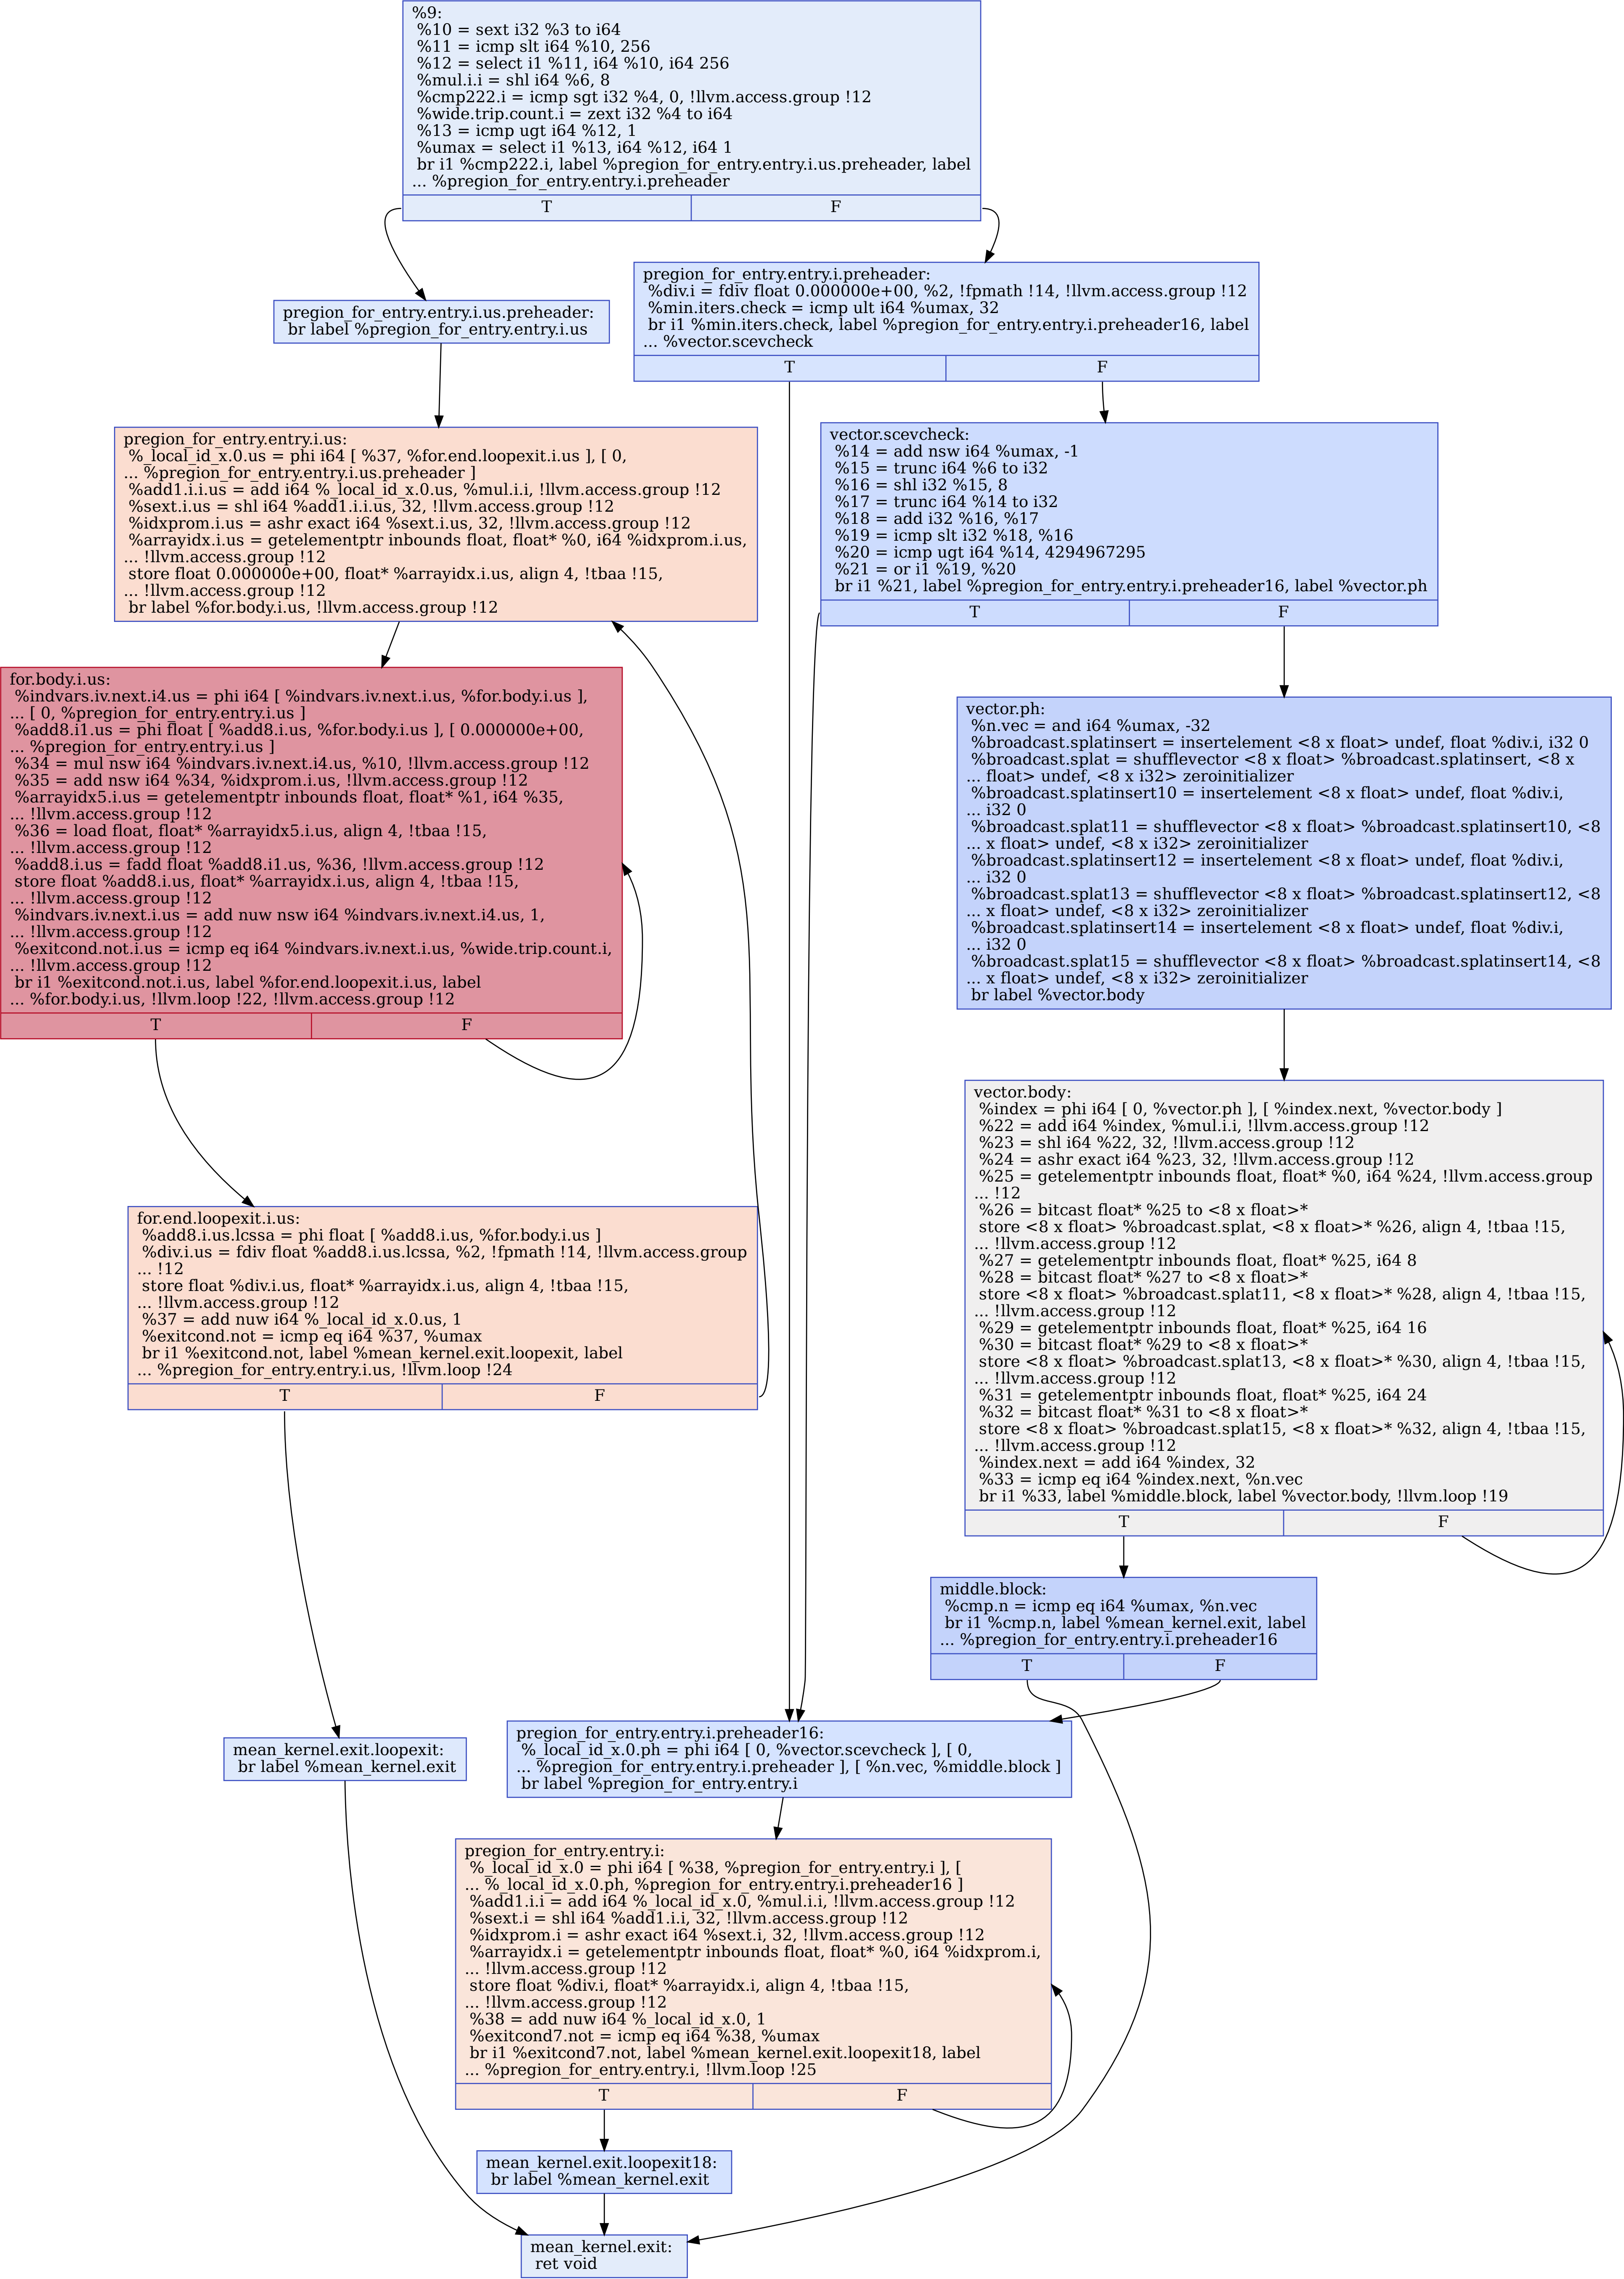 %9:
%10 = sext i32 %3 to i64
%11 = icmp slt i64 %10, 256
%12 = select i1 %11, i64 %10, i64 256
%mul.i.i = shl i64 %6, 8
%cmp222.i = icmp sgt i32 %4, 0, !llvm.access.group !12
%wide.trip.count.i = zext i32 %4 to i64
%13 = icmp ugt i64 %12, 1
%umax = select i1 %13, i64 %12, i64 1
br i1 %cmp222.i, label %pregion_for_entry.entry.i.us.preheader, label
... %pregion_for_entry.entry.i.preheader
T
F
pregion_for_entry.entry.i.preheader:
%div.i = fdiv float 0.000000e+00, %2, !fpmath !14, !llvm.access.group !12
%min.iters.check = icmp ult i64 %umax, 32
br i1 %min.iters.check, label %pregion_for_entry.entry.i.preheader16, label
... %vector.scevcheck
T
F
pregion_for_entry.entry.i.us.preheader:
br label %pregion_for_entry.entry.i.us
vector.scevcheck:
%14 = add nsw i64 %umax, -1
%15 = trunc i64 %6 to i32
%16 = shl i32 %15, 8
%17 = trunc i64 %14 to i32
%18 = add i32 %16, %17
%19 = icmp slt i32 %18, %16
%20 = icmp ugt i64 %14, 4294967295
%21 = or i1 %19, %20
br i1 %21, label %pregion_for_entry.entry.i.preheader16, label %vector.ph
T
F
pregion_for_entry.entry.i.us:
%_local_id_x.0.us = phi i64 [ %37, %for.end.loopexit.i.us ], [ 0,
... %pregion_for_entry.entry.i.us.preheader ]
%add1.i.i.us = add i64 %_local_id_x.0.us, %mul.i.i, !llvm.access.group !12
%sext.i.us = shl i64 %add1.i.i.us, 32, !llvm.access.group !12
%idxprom.i.us = ashr exact i64 %sext.i.us, 32, !llvm.access.group !12
%arrayidx.i.us = getelementptr inbounds float, float* %0, i64 %idxprom.i.us,
... !llvm.access.group !12
store float 0.000000e+00, float* %arrayidx.i.us, align 4, !tbaa !15,
... !llvm.access.group !12
br label %for.body.i.us, !llvm.access.group !12
for.body.i.us:
%indvars.iv.next.i4.us = phi i64 [ %indvars.iv.next.i.us, %for.body.i.us ],
... [ 0, %pregion_for_entry.entry.i.us ]
%add8.i1.us = phi float [ %add8.i.us, %for.body.i.us ], [ 0.000000e+00,
... %pregion_for_entry.entry.i.us ]
%34 = mul nsw i64 %indvars.iv.next.i4.us, %10, !llvm.access.group !12
%35 = add nsw i64 %34, %idxprom.i.us, !llvm.access.group !12
%arrayidx5.i.us = getelementptr inbounds float, float* %1, i64 %35,
... !llvm.access.group !12
%36 = load float, float* %arrayidx5.i.us, align 4, !tbaa !15,
... !llvm.access.group !12
%add8.i.us = fadd float %add8.i1.us, %36, !llvm.access.group !12
store float %add8.i.us, float* %arrayidx.i.us, align 4, !tbaa !15,
... !llvm.access.group !12
%indvars.iv.next.i.us = add nuw nsw i64 %indvars.iv.next.i4.us, 1,
... !llvm.access.group !12
%exitcond.not.i.us = icmp eq i64 %indvars.iv.next.i.us, %wide.trip.count.i,
... !llvm.access.group !12
br i1 %exitcond.not.i.us, label %for.end.loopexit.i.us, label
... %for.body.i.us, !llvm.loop !22, !llvm.access.group !12
T
F
vector.ph:
%n.vec = and i64 %umax, -32
%broadcast.splatinsert = insertelement <8 x float> undef, float %div.i, i32 0
%broadcast.splat = shufflevector <8 x float> %broadcast.splatinsert, <8 x
... float> undef, <8 x i32> zeroinitializer
%broadcast.splatinsert10 = insertelement <8 x float> undef, float %div.i,
... i32 0
%broadcast.splat11 = shufflevector <8 x float> %broadcast.splatinsert10, <8
... x float> undef, <8 x i32> zeroinitializer
%broadcast.splatinsert12 = insertelement <8 x float> undef, float %div.i,
... i32 0
%broadcast.splat13 = shufflevector <8 x float> %broadcast.splatinsert12, <8
... x float> undef, <8 x i32> zeroinitializer
%broadcast.splatinsert14 = insertelement <8 x float> undef, float %div.i,
... i32 0
%broadcast.splat15 = shufflevector <8 x float> %broadcast.splatinsert14, <8
... x float> undef, <8 x i32> zeroinitializer
br label %vector.body
vector.body:
%index = phi i64 [ 0, %vector.ph ], [ %index.next, %vector.body ]
%22 = add i64 %index, %mul.i.i, !llvm.access.group !12
%23 = shl i64 %22, 32, !llvm.access.group !12
%24 = ashr exact i64 %23, 32, !llvm.access.group !12
%25 = getelementptr inbounds float, float* %0, i64 %24, !llvm.access.group
... !12
%26 = bitcast float* %25 to <8 x float>*
store <8 x float> %broadcast.splat, <8 x float>* %26, align 4, !tbaa !15,
... !llvm.access.group !12
%27 = getelementptr inbounds float, float* %25, i64 8
%28 = bitcast float* %27 to <8 x float>*
store <8 x float> %broadcast.splat11, <8 x float>* %28, align 4, !tbaa !15,
... !llvm.access.group !12
%29 = getelementptr inbounds float, float* %25, i64 16
%30 = bitcast float* %29 to <8 x float>*
store <8 x float> %broadcast.splat13, <8 x float>* %30, align 4, !tbaa !15,
... !llvm.access.group !12
%31 = getelementptr inbounds float, float* %25, i64 24
%32 = bitcast float* %31 to <8 x float>*
store <8 x float> %broadcast.splat15, <8 x float>* %32, align 4, !tbaa !15,
... !llvm.access.group !12
%index.next = add i64 %index, 32
%33 = icmp eq i64 %index.next, %n.vec
br i1 %33, label %middle.block, label %vector.body, !llvm.loop !19
T
F
for.end.loopexit.i.us:
%add8.i.us.lcssa = phi float [ %add8.i.us, %for.body.i.us ]
%div.i.us = fdiv float %add8.i.us.lcssa, %2, !fpmath !14, !llvm.access.group
... !12
store float %div.i.us, float* %arrayidx.i.us, align 4, !tbaa !15,
... !llvm.access.group !12
%37 = add nuw i64 %_local_id_x.0.us, 1
%exitcond.not = icmp eq i64 %37, %umax
br i1 %exitcond.not, label %mean_kernel.exit.loopexit, label
... %pregion_for_entry.entry.i.us, !llvm.loop !24
T
F
middle.block:
%cmp.n = icmp eq i64 %umax, %n.vec
br i1 %cmp.n, label %mean_kernel.exit, label
... %pregion_for_entry.entry.i.preheader16
T
F
pregion_for_entry.entry.i.preheader16:
%_local_id_x.0.ph = phi i64 [ 0, %vector.scevcheck ], [ 0,
... %pregion_for_entry.entry.i.preheader ], [ %n.vec, %middle.block ]
br label %pregion_for_entry.entry.i
mean_kernel.exit.loopexit:
br label %mean_kernel.exit
pregion_for_entry.entry.i:
%_local_id_x.0 = phi i64 [ %38, %pregion_for_entry.entry.i ], [
... %_local_id_x.0.ph, %pregion_for_entry.entry.i.preheader16 ]
%add1.i.i = add i64 %_local_id_x.0, %mul.i.i, !llvm.access.group !12
%sext.i = shl i64 %add1.i.i, 32, !llvm.access.group !12
%idxprom.i = ashr exact i64 %sext.i, 32, !llvm.access.group !12
%arrayidx.i = getelementptr inbounds float, float* %0, i64 %idxprom.i,
... !llvm.access.group !12
store float %div.i, float* %arrayidx.i, align 4, !tbaa !15,
... !llvm.access.group !12
%38 = add nuw i64 %_local_id_x.0, 1
%exitcond7.not = icmp eq i64 %38, %umax
br i1 %exitcond7.not, label %mean_kernel.exit.loopexit18, label
... %pregion_for_entry.entry.i, !llvm.loop !25
T
F
mean_kernel.exit.loopexit18:
br label %mean_kernel.exit
mean_kernel.exit:
ret void